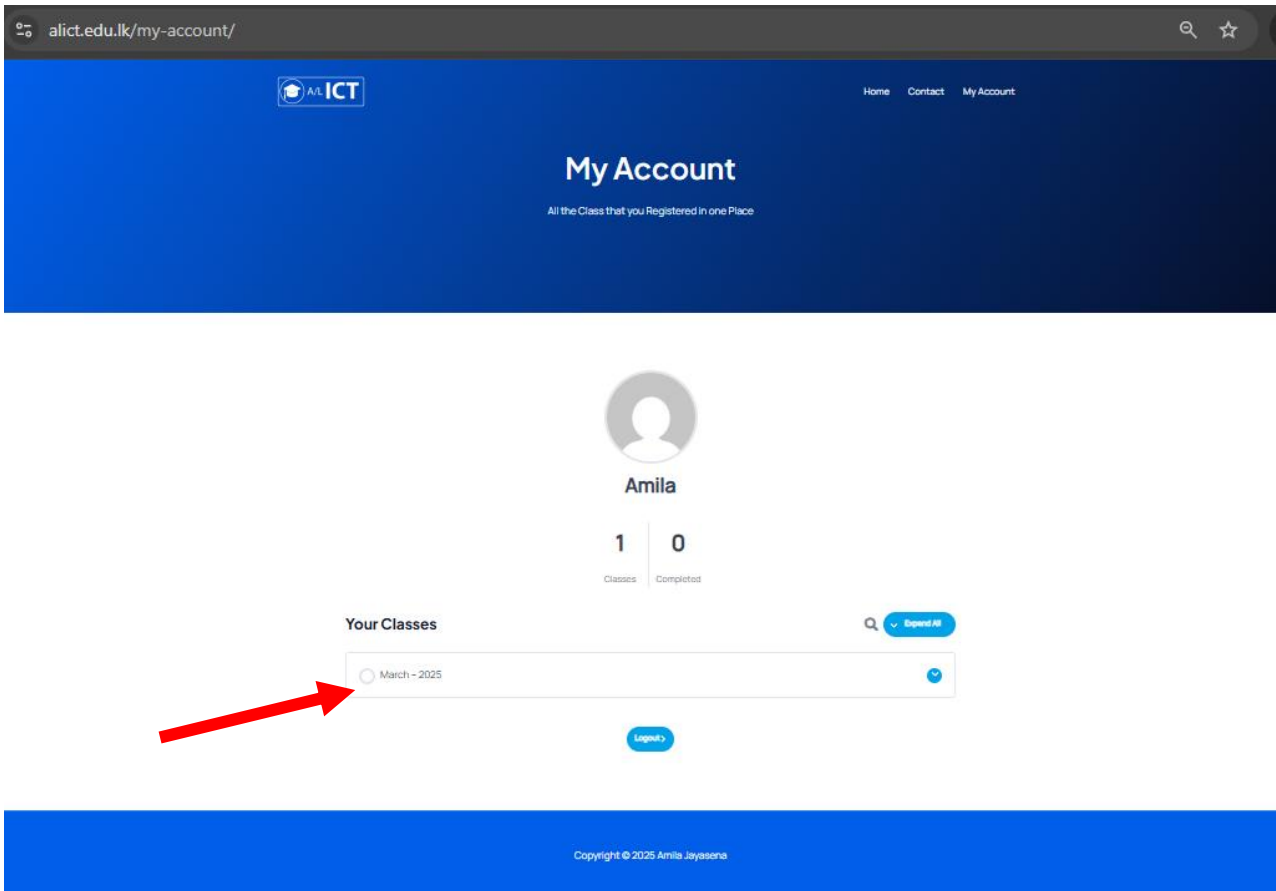 alict.edu.lk/my-account/
A/L ICT
Home Contact My Account
My Account
All the Class that you Registered in one Place
Amila
1 0
Classes Completed
Your Classes
Expand All
March – 2025
Logout >
Copyright © 2025 Amila Jayasena